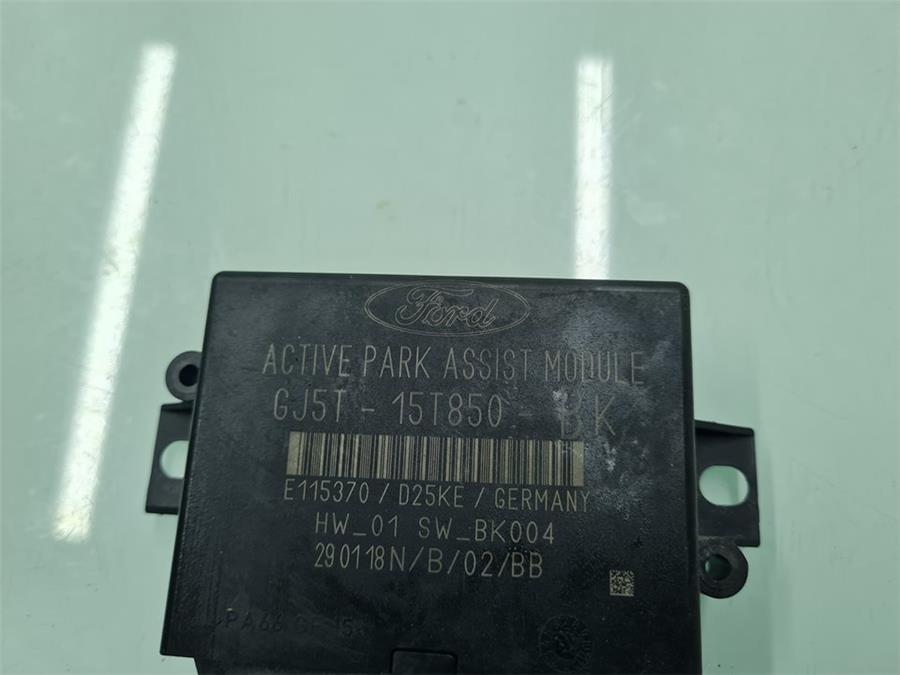 Ford
ACTIVE PARK ASSIST MODULE
GJ5T - 15T850 - BK
E115370 / D25KE / GERMANY
HW_01 SW_BK004
290118N/B/02/BB